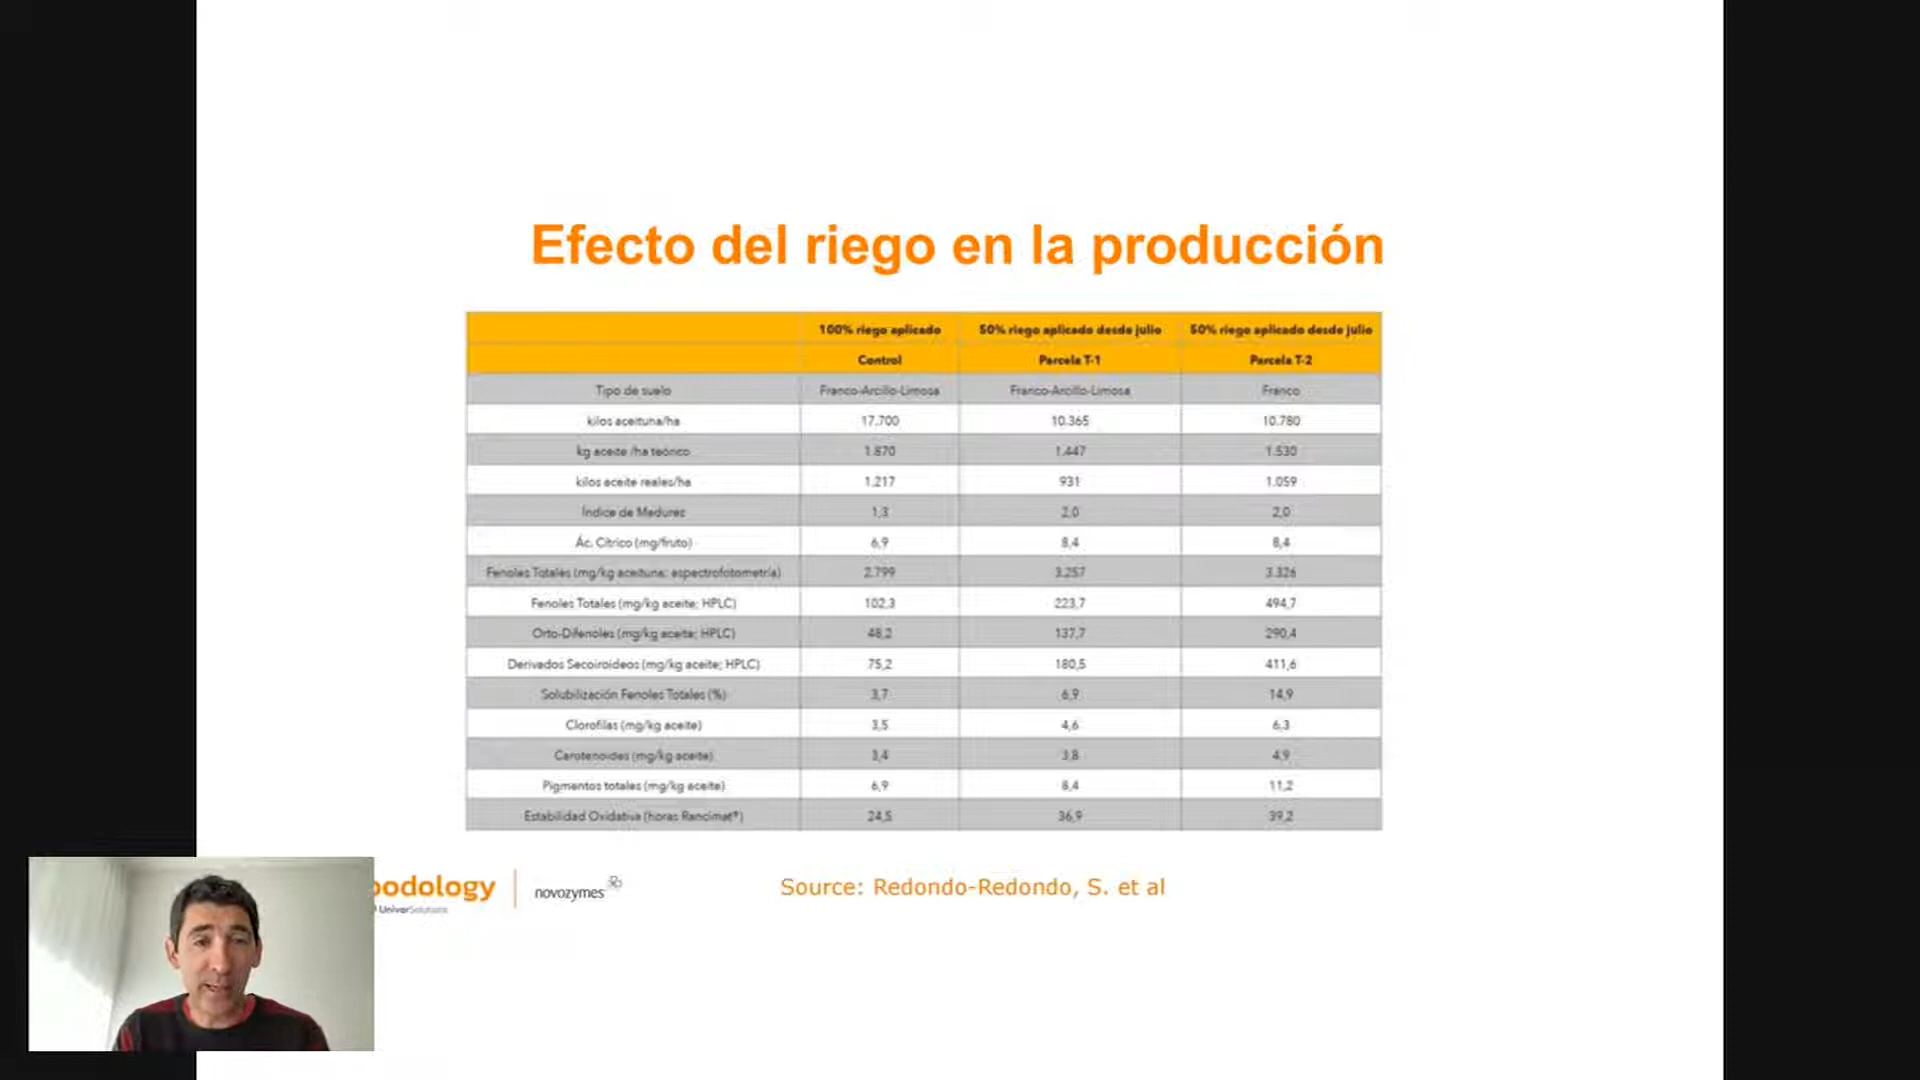 Efecto del riego en la producción
100% riego aplicado 50% riego aplicado desde julio 50% riego aplicado desde julio
Control Parcela T-1 Parcela T-2
Tipo de suelo Franco-Arcillo-Limosa Franco-Arcillo-Limosa Franco
kilos aceituna/ha 17.700 10.365 10.780
kg aceite /ha teórico 1.870 1.447 1.530
kilos aceite reales/ha 1.217 931 1.059
Índice de Madurez 1,3 2,0 2,0
Ác. Cítrico (mg/fruto) 6,9 8,4 8,4
Fenoles Totales (mg/kg aceituna; espectrofotometría) 2.799 3.257 3.326
Fenoles Totales (mg/kg aceite; HPLC) 102,3 223,7 494,7
Orto-Difenoles (mg/kg aceite; HPLC) 48,2 137,7 290,4
Derivados Secoiroideos (mg/kg aceite; HPLC) 75,2 180,5 411,6
Solubilización Fenoles Totales (%) 3,7 6,9 14,9
Clorofilas (mg/kg aceite) 3,5 4,6 6,3
Carotenoides (mg/kg aceite) 3,4 3,8 4,9
Pigmentos totales (mg/kg aceite) 6,9 8,4 11,2
Estabilidad Oxidativa (horas Rancimat®) 24,5 36,9 39,2
oodology novozymes
Univar Solutions
Source: Redondo-Redondo, S. et al